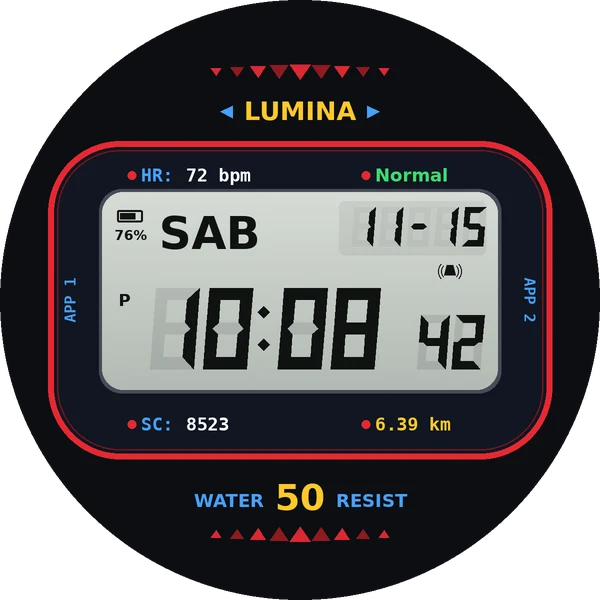 ◀ LUMINA ▶
HR: 72 bpm
Normal
76%
SAB
11-15
P
10:08
42
APP 1
APP 2
SC: 8523
6.39 km
WATER 50 RESIST